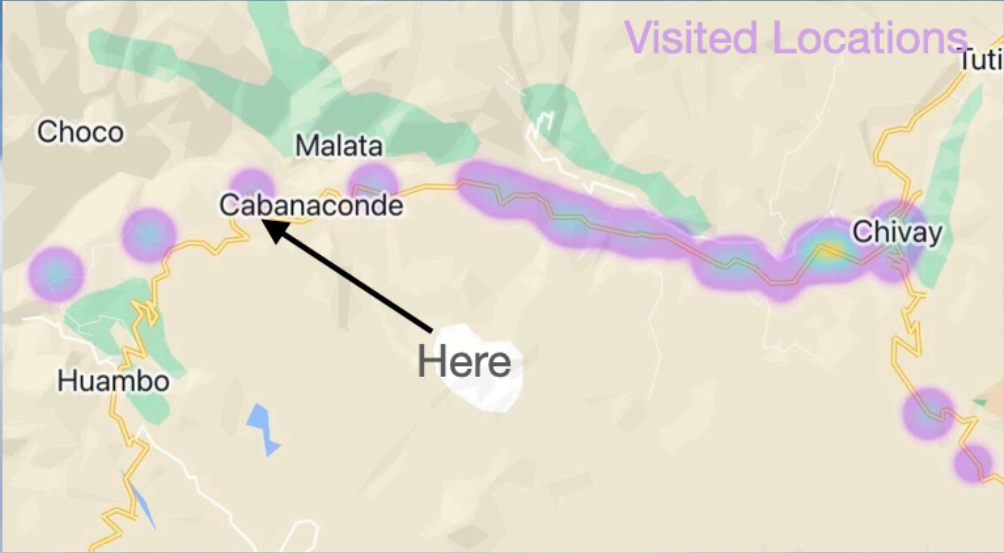 Visited Locations
Tuti
Choco
Malata
Cabanaconde
Chivay
Here
Huambo